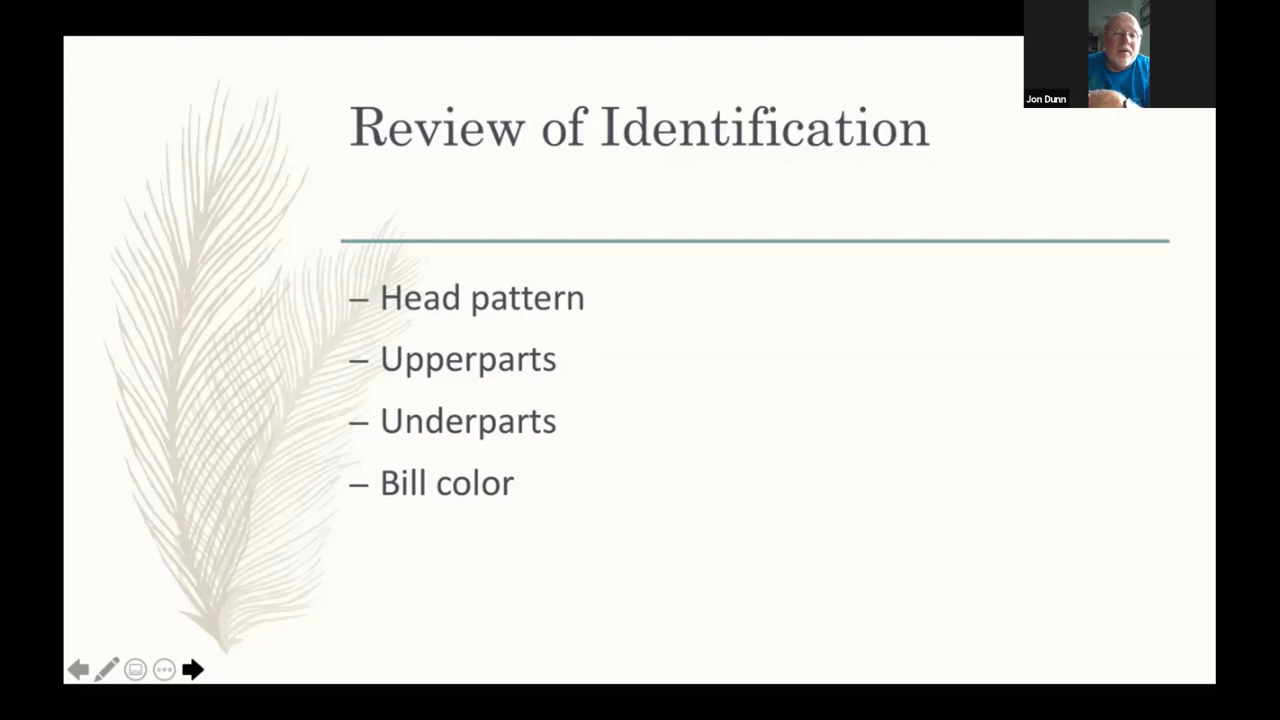 Jon Dunn
Review of Identification
– Head pattern
– Upperparts
– Underparts
– Bill color